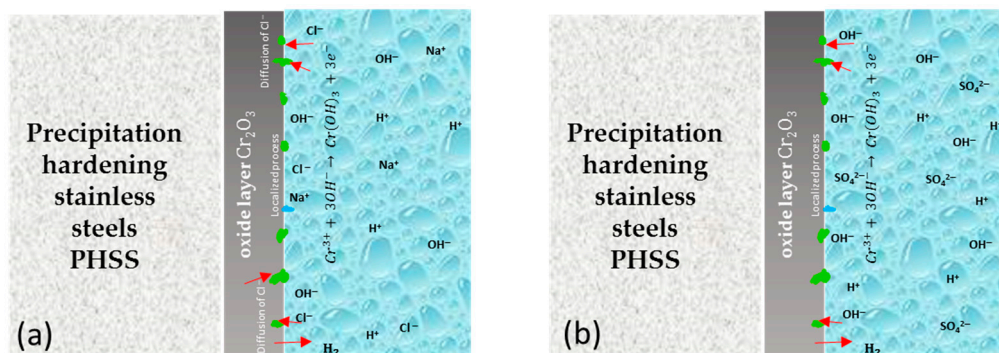 Precipitation
hardening
stainless
steels
PHSS
(a)
oxide layer Cr₂O₃
Diffusion of Cl⁻
Localized process
Diffusion of Cl
Cr³⁺ + 3OH⁻ → Cr(OH)₃ + 3e⁻
Cl⁻
OH⁻
Na⁺
OH⁻
H⁺
H⁺
Cl⁻
Na⁺
Na⁺
H⁺
OH⁻
OH⁻
Cl⁻
H⁺
Cl⁻
H₂
Precipitation
hardening
stainless
steels
PHSS
(b)
oxide layer Cr₂O₃
Localized process
Cr³⁺ + 3OH⁻ → Cr(OH)₃ + 3e⁻
OH⁻
OH⁻
SO₄²⁻
OH⁻
H⁺
H
OH⁻
SO₄²⁻
SO₄²⁻
H⁺
OH⁻
OH⁻
H⁺
OH⁻
SO₄²⁻
H₂